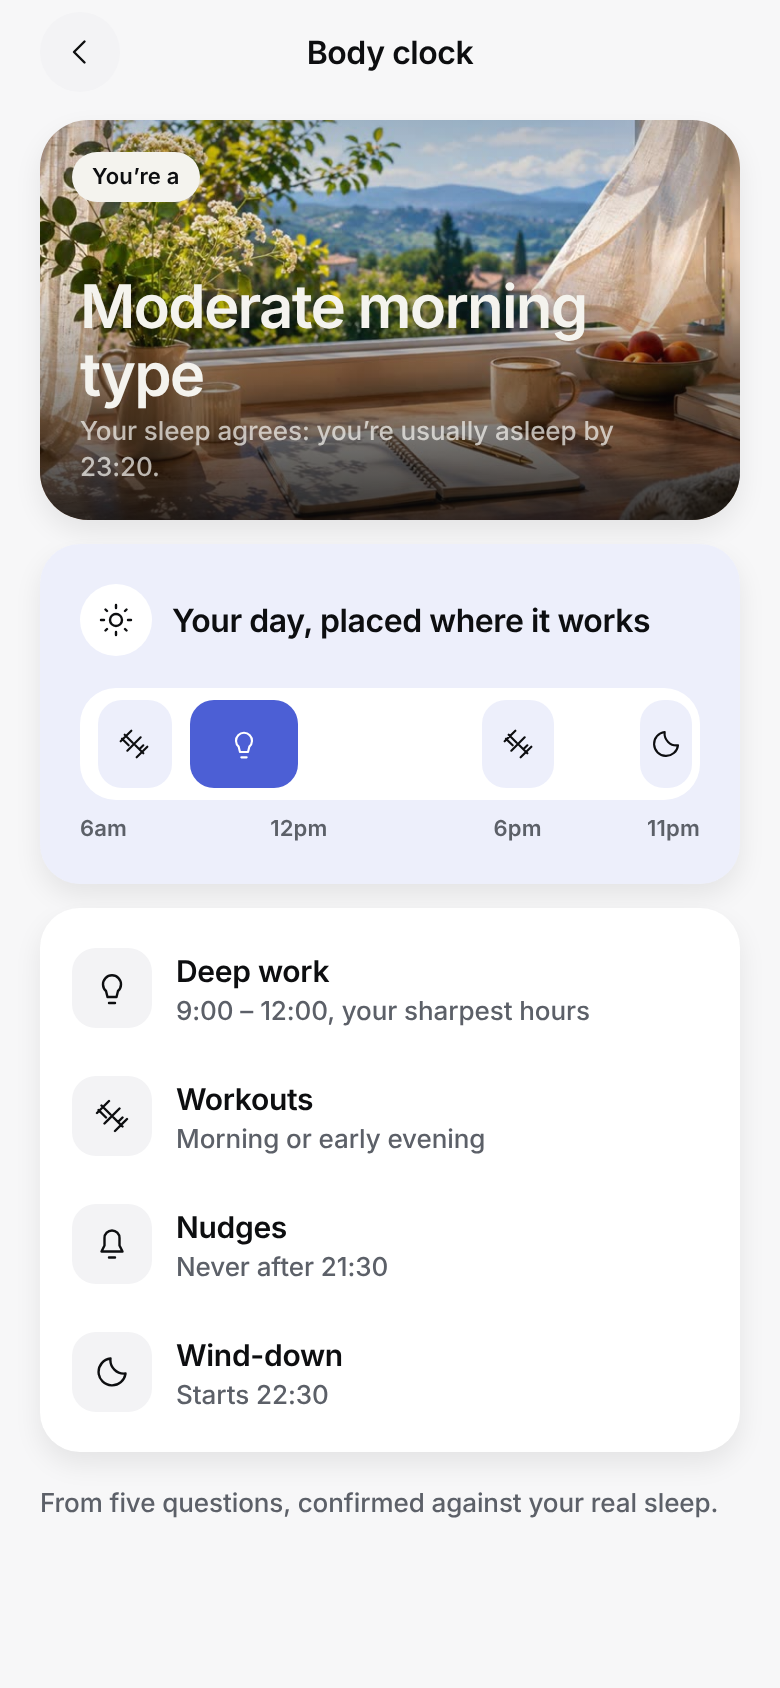 Body clock
You’re a
Moderate morning
type
Your sleep agrees: you’re usually asleep by
23:20.
Your day, placed where it works
6am 12pm 6pm 11pm
Deep work
9:00 – 12:00, your sharpest hours
Workouts
Morning or early evening
Nudges
Never after 21:30
Wind-down
Starts 22:30
From five questions, confirmed against your real sleep.